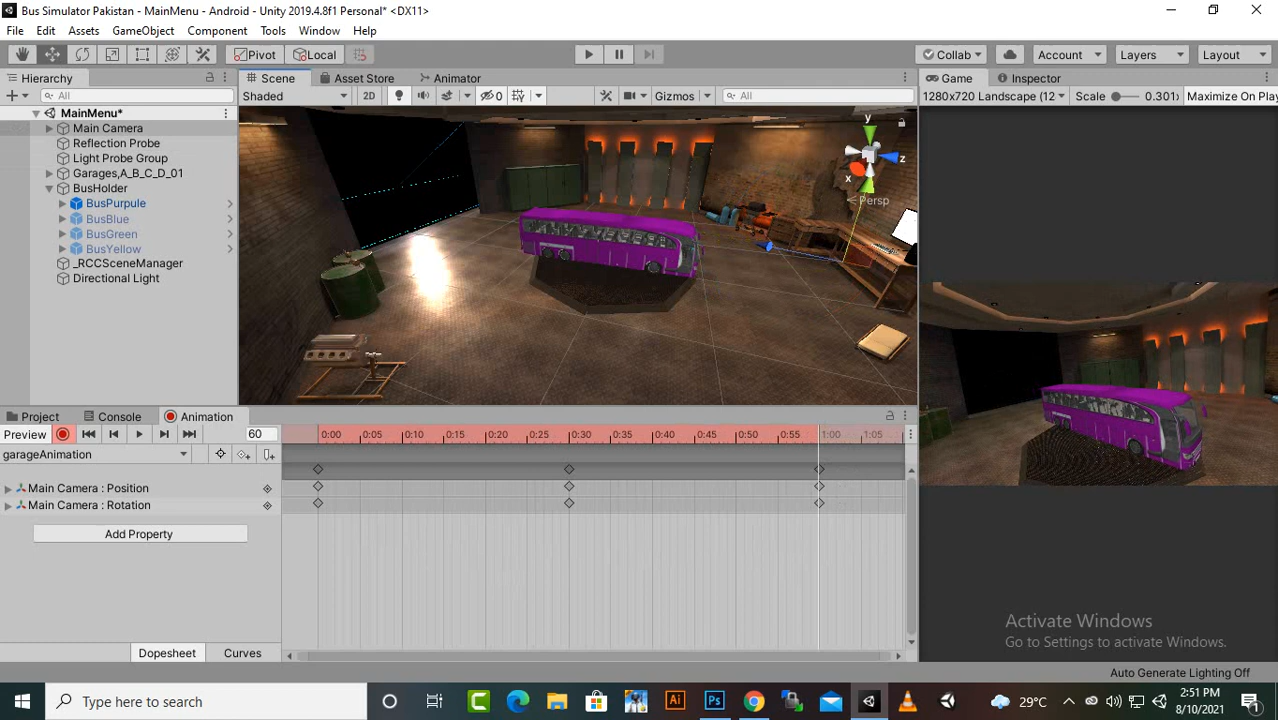 Bus Simulator Pakistan - MainMenu - Android - Unity 2019.4.8f1 Personal* <DX11>
File Edit Assets GameObject Component Tools Window Help
Pivot Local Collab Account Layers Layout
Hierarchy Scene Asset Store Animator Game Inspector
All Shaded 2D 0 Gizmos All 1280x720 Landscape (12 Scale 0.301 Maximize On Play
MainMenu*
Main Camera
Reflection Probe
Light Probe Group
Garages,A_B_C_D_01
BusHolder
BusPurpule
BusBlue
BusGreen
BusYellow
_RCCSceneManager
Directional Light
y
z
x
Persp
Project Console Animation
Preview 60 0:00 0:05 0:10 0:15 0:20 0:25 0:30 0:35 0:40 0:45 0:50 0:55 1:00 1:05
garageAnimation
Main Camera : Position
Main Camera : Rotation
Add Property
Dopesheet Curves
Activate Windows
Go to Settings to activate Windows.
Auto Generate Lighting Off
Type here to search
Ai Ps 29°C 2:51 PM
8/10/2021
1